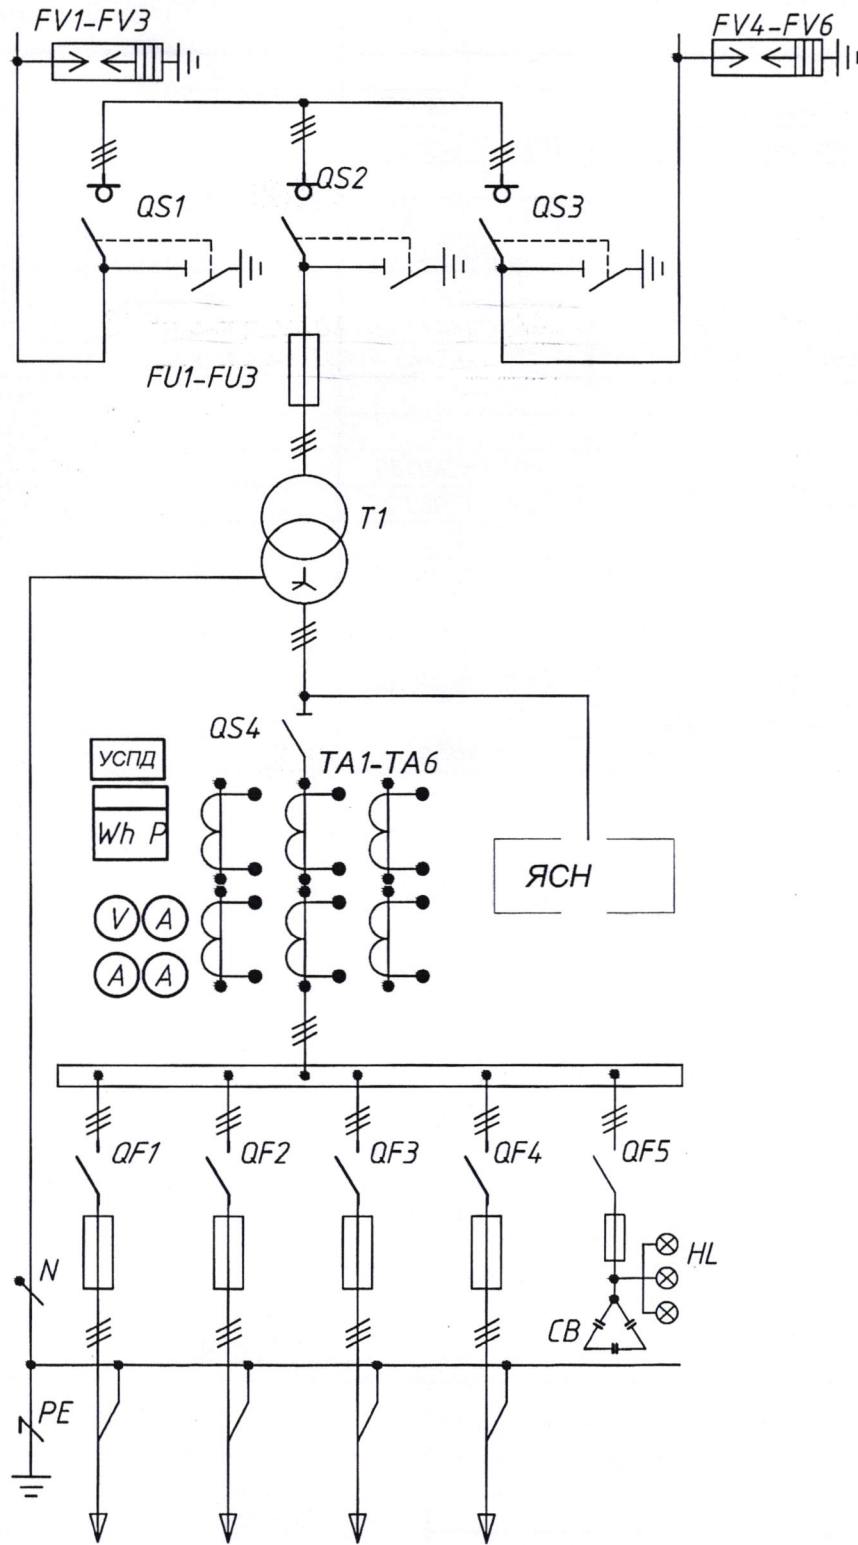 FV1-FV3
FV4-FV6
QS1
QS2
QS3
FU1-FU3
T1
QS4
TA1-TA6
УСПД
Wh P
ЯСН
V A
A A
QF1
QF2
QF3
QF4
QF5
HL
N
CB
PE